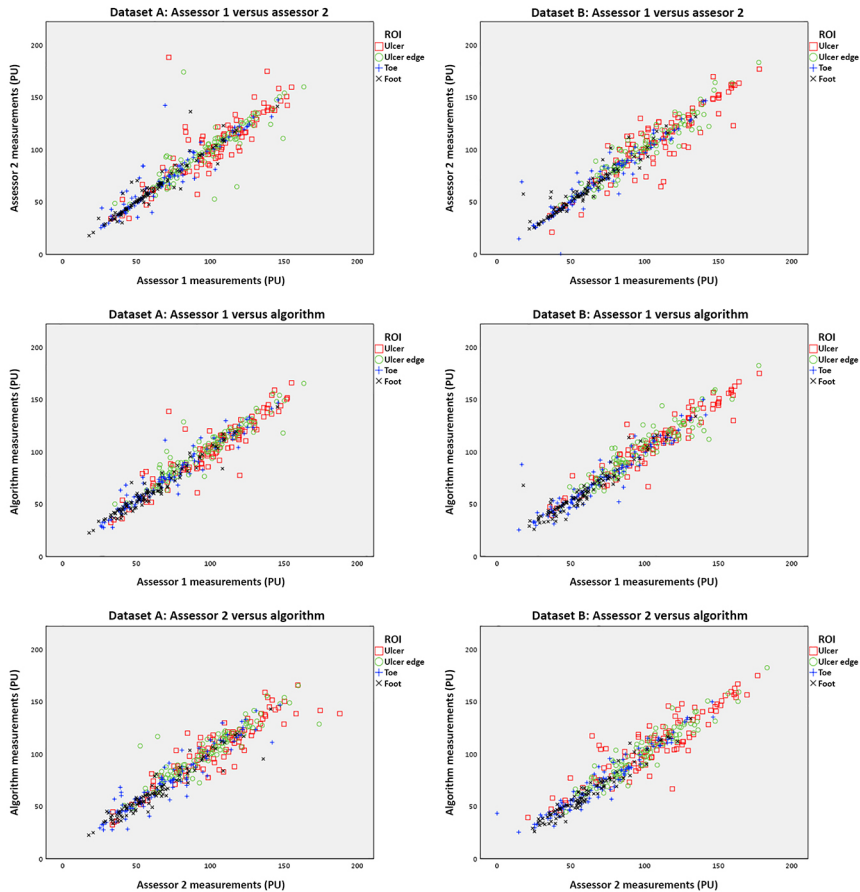 Dataset A: Assessor 1 versus assessor 2
Assessor 2 measurements (PU)
200
150
100
50
0
0 50 100 150 200
Assessor 1 measurements (PU)
ROI
Ulcer
Ulcer edge
Toe
Foot
Dataset B: Assessor 1 versus assesor 2
Assessor 2 measurements (PU)
200
150
100
50
0
0 50 100 150 200
Assessor 1 measurements (PU)
ROI
Ulcer
Ulcer edge
Toe
Foot
Dataset A: Assessor 1 versus algorithm
Algorithm measurements (PU)
200
150
100
50
0
0 50 100 150 200
Assessor 1 measurements (PU)
ROI
Ulcer
Ulcer edge
Toe
Foot
Dataset B: Assessor 1 versus algorithm
Algorithm measurements (PU)
200
150
100
50
0
0 50 100 150 200
Assessor 1 measurements (PU)
ROI
Ulcer
Ulcer edge
Toe
Foot
Dataset A: Assessor 2 versus algorithm
Algorithm measurements (PU)
200
150
100
50
0
0 50 100 150 200
Assessor 2 measurements (PU)
ROI
Ulcer
Ulcer edge
Toe
Foot
Dataset B: Assessor 2 versus algorithm
Algorithm measurements (PU)
200
150
100
50
0
0 50 100 150 200
Assessor 2 measurements (PU)
ROI
Ulcer
Ulcer edge
Toe
Foot